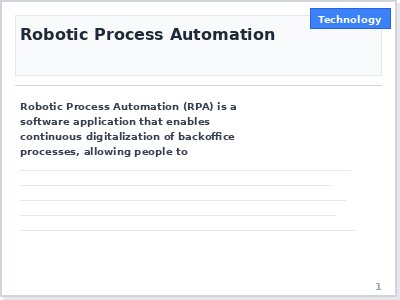 Technology
Robotic Process Automation
Robotic Process Automation (RPA) is a
software application that enables
continuous digitalization of backoffice
processes, allowing people to
1